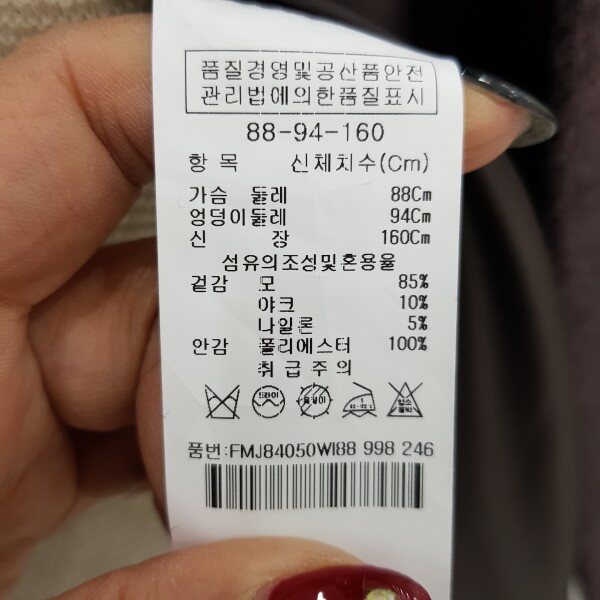 품질경영및공산품안전
관리법에의한품질표시
88-94-160
항 목 신체치수(Cm)
가슴 둘레 88Cm
엉덩이둘레 94Cm
신 장 160Cm
섬유의조성및혼용율
겉감 모 85%
야크 10%
나일론 5%
안감 폴리에스터 100%
취급주의
드라이
품번:FMJ84050WI88 998 246